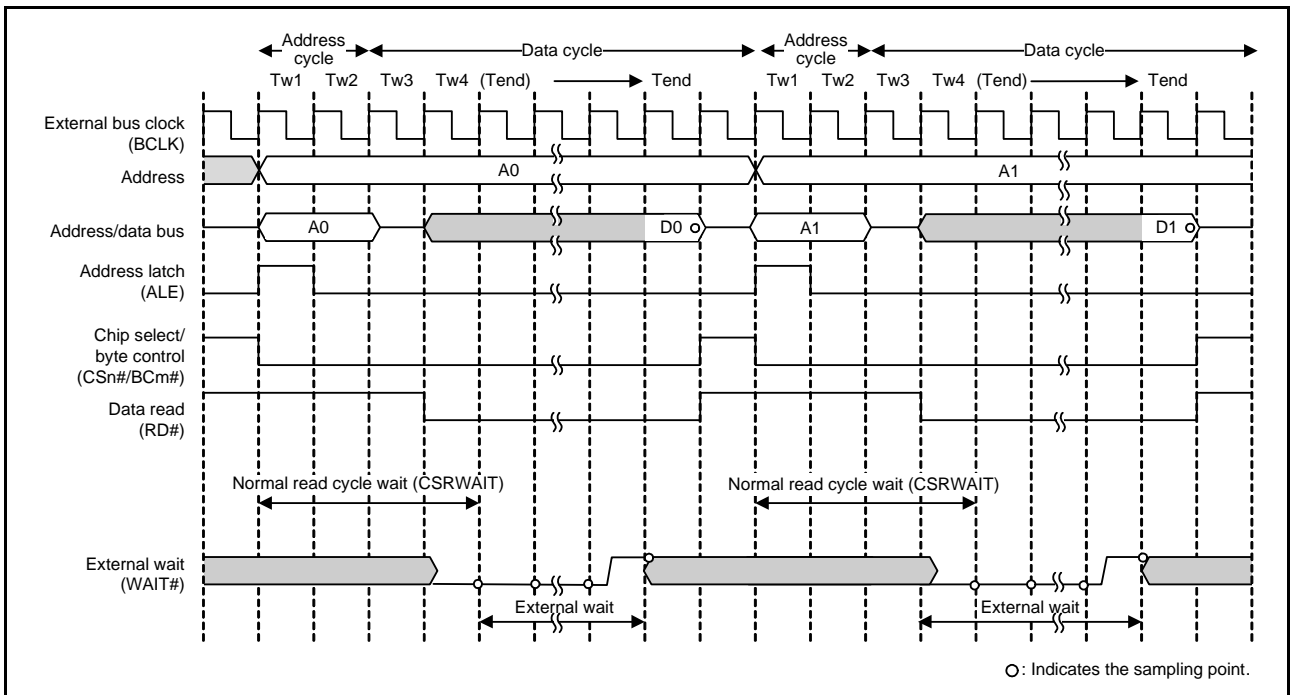 Address cycle
Data cycle
Address cycle
Data cycle
Tw1 Tw2 Tw3 Tw4 (Tend) Tend Tw1 Tw2 Tw3 Tw4 (Tend) Tend
External bus clock
(BCLK)
Address
A0
A1
Address/data bus
A0
D0
A1
D1
Address latch
(ALE)
Chip select/
byte control
(CSn#/BCm#)
Data read
(RD#)
Normal read cycle wait (CSRWAIT)
Normal read cycle wait (CSRWAIT)
External wait
(WAIT#)
External wait
External wait
: Indicates the sampling point.